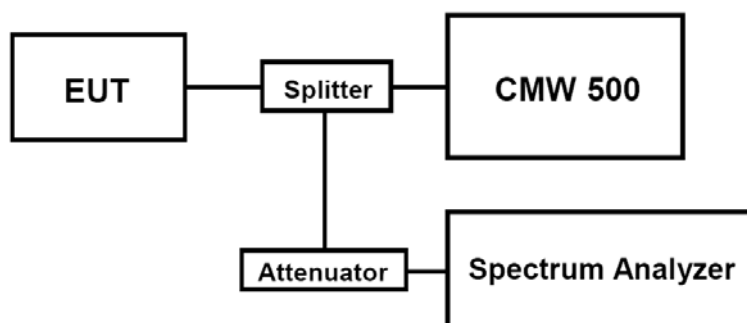 EUT
Splitter
CMW 500
Attenuator
Spectrum Analyzer